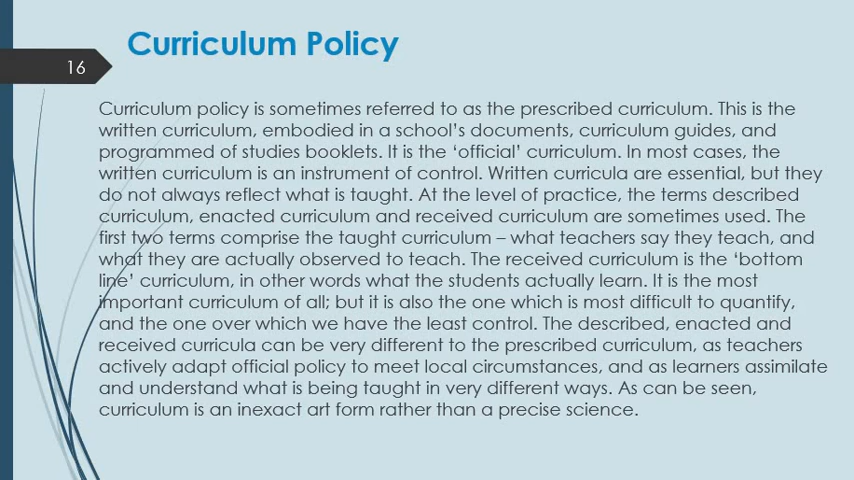 Curriculum Policy
16
Curriculum policy is sometimes referred to as the prescribed curriculum. This is the
written curriculum, embodied in a school’s documents, curriculum guides, and
programmed of studies booklets. It is the ‘official’ curriculum. In most cases, the
written curriculum is an instrument of control. Written curricula are essential, but they
do not always reflect what is taught. At the level of practice, the terms described
curriculum, enacted curriculum and received curriculum are sometimes used. The
first two terms comprise the taught curriculum – what teachers say they teach, and
what they are actually observed to teach. The received curriculum is the ‘bottom
line’ curriculum, in other words what the students actually learn. It is the most
important curriculum of all; but it is also the one which is most difficult to quantify,
and the one over which we have the least control. The described, enacted and
received curricula can be very different to the prescribed curriculum, as teachers
actively adapt official policy to meet local circumstances, and as learners assimilate
and understand what is being taught in very different ways. As can be seen,
curriculum is an inexact art form rather than a precise science.